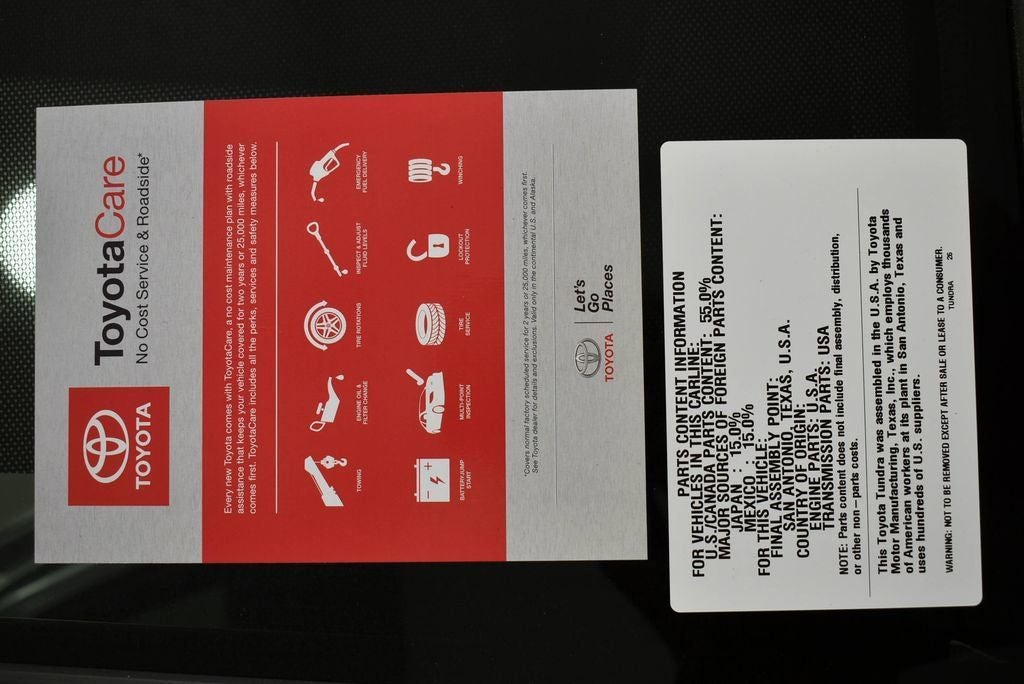 TOYOTA
ToyotaCare
No Cost Service & Roadside*
Every new Toyota comes with ToyotaCare, a no cost maintenance plan with roadside
assistance that keeps your vehicle covered for two years or 25,000 miles, whichever
comes first. ToyotaCare includes all the perks, services and safety measures below.
TOWING
ENGINE OIL &
FILTER CHANGE
TIRE ROTATIONS
INSPECT & ADJUST
FLUID LEVELS
EMERGENCY
FUEL DELIVERY
BATTERY/JUMP
START
MULTI-POINT
INSPECTION
TIRE
SERVICE
LOCKOUT
PROTECTION
WINCHING
*Covers normal factory scheduled service for 2 years or 25,000 miles, whichever comes first.
See Toyota dealer for details and exclusions. Valid only in the continental U.S. and Alaska.
TOYOTA
Let's
Go
Places
PARTS CONTENT INFORMATION
FOR VEHICLES IN THIS CARLINE:
U.S./CANADA PARTS CONTENT: 55.0%
MAJOR SOURCES OF FOREIGN PARTS CONTENT:
JAPAN : 15.0%
MEXICO : 15.0%
FOR THIS VEHICLE:
FINAL ASSEMBLY POINT:
SAN ANTONIO, TEXAS, U.S.A.
COUNTRY OF ORIGIN:
ENGINE PARTS: U.S.A.
TRANSMISSION PARTS: USA
NOTE: Parts content does not include final assembly, distribution,
or other non-parts costs.
This Toyota Tundra was assembled in the U.S.A. by Toyota
Motor Manufacturing, Texas, Inc., which employs thousands
of American workers at its plant in San Antonio, Texas and
uses hundreds of U.S. suppliers.
WARNING: NOT TO BE REMOVED EXCEPT AFTER SALE OR LEASE TO A CONSUMER.
TUNDRA 26